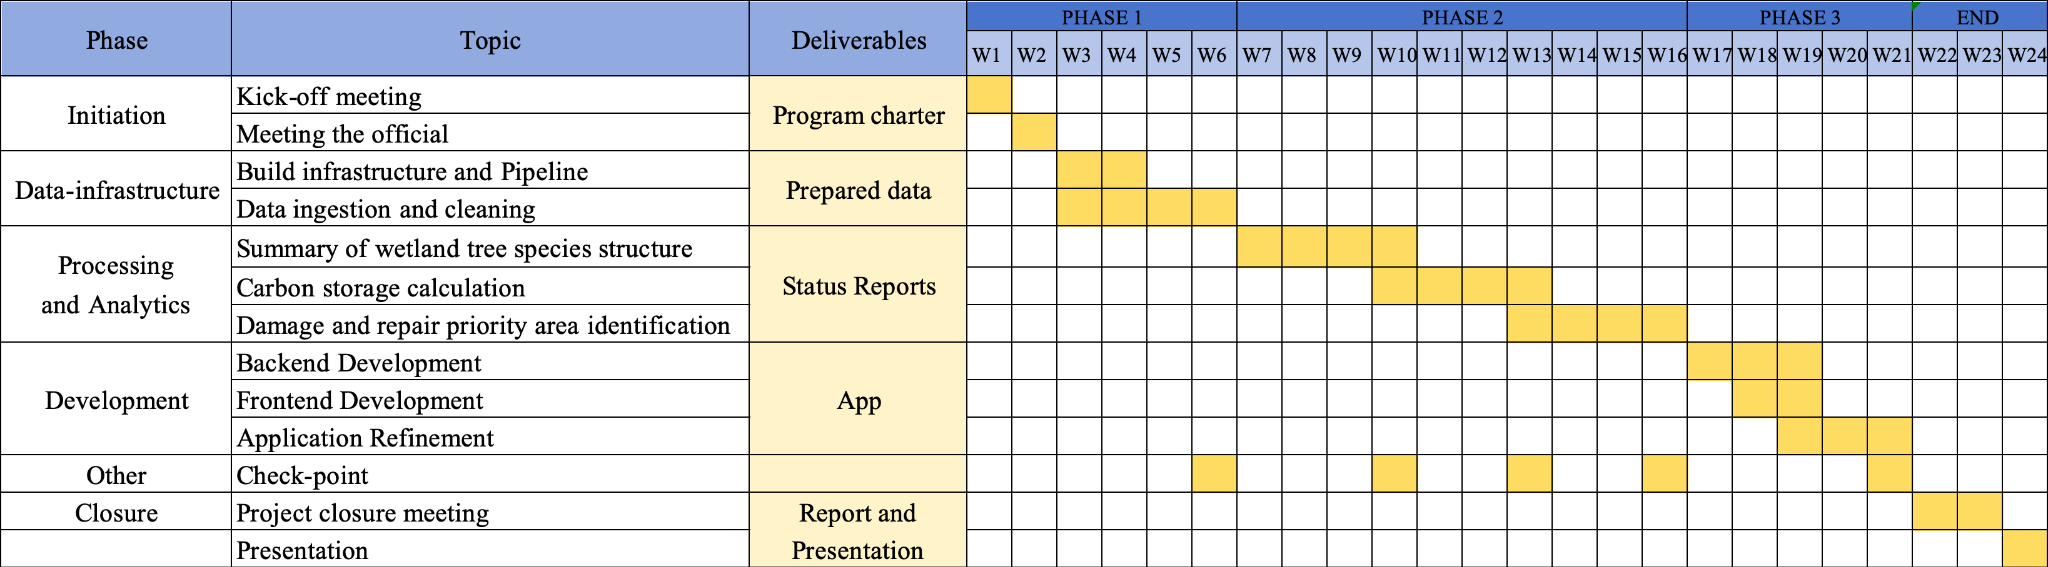 Phase Topic Deliverables PHASE 1 PHASE 2 PHASE 3 END
W1 W2 W3 W4 W5 W6 W7 W8 W9 W10 W11 W12 W13 W14 W15 W16 W17 W18 W19 W20 W21 W22 W23 W24
Initiation
Kick-off meeting
Meeting the official
Program charter
Data-infrastructure
Build infrastructure and Pipeline
Data ingestion and cleaning
Prepared data
Processing
and Analytics
Summary of wetland tree species structure
Carbon storage calculation
Damage and repair priority area identification
Status Reports
Development
Backend Development
Frontend Development
Application Refinement
App
Other
Check-point
Closure
Project closure meeting
Presentation
Report and
Presentation